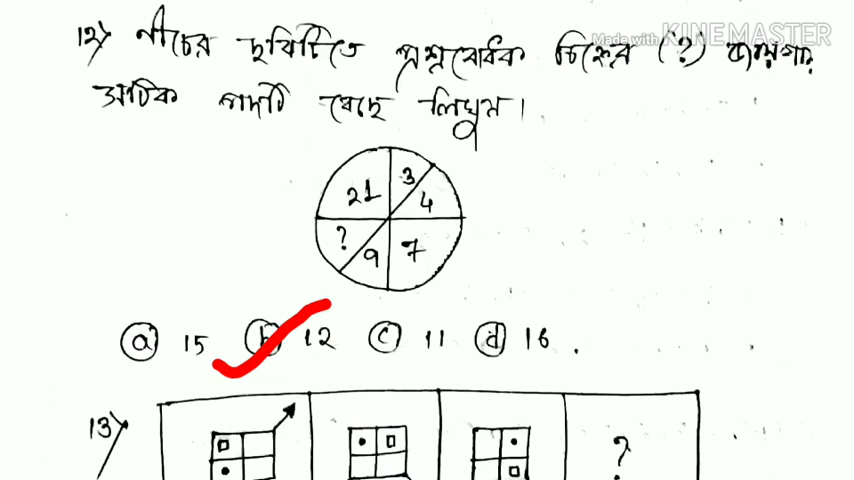 Made with KINEMASTER
12) নীচের ছবিটিতে প্রশ্নবোধক চিহ্নের (?) জায়গায়
সঠিক পদটি বেছে লিখুন।
21 3 4
? 9 7
(a) 15 (b) 12 (c) 11 (d) 16 .
13)
?